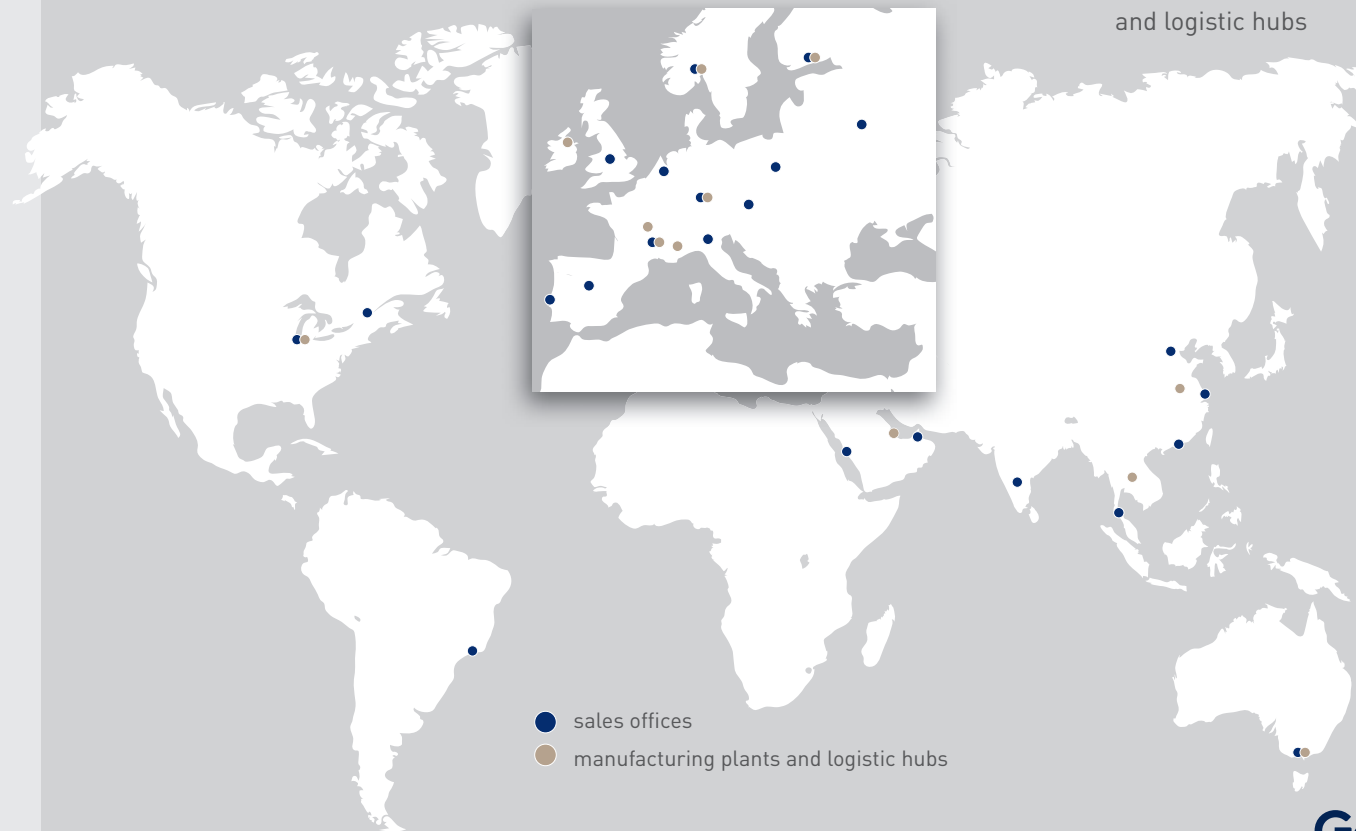 and logistic hubs
sales offices
manufacturing plants and logistic hubs
G